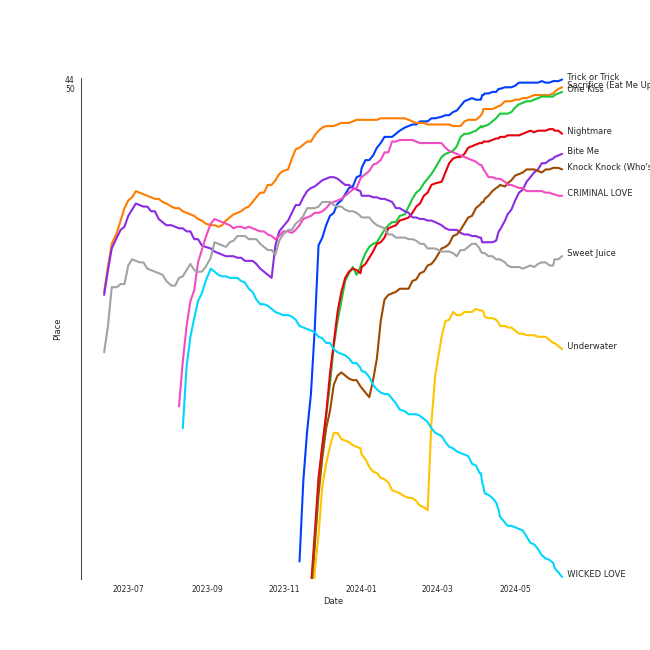 44
50
Trick or Trick
Sacrifice (Eat Me Up
One Kiss
Nightmare
Bite Me
Knock Knock (Who's
CRIMINAL LOVE
Sweet Juice
Underwater
WICKED LOVE
Place
2023-07 2023-09 2023-11 2024-01 2024-03 2024-05
Date